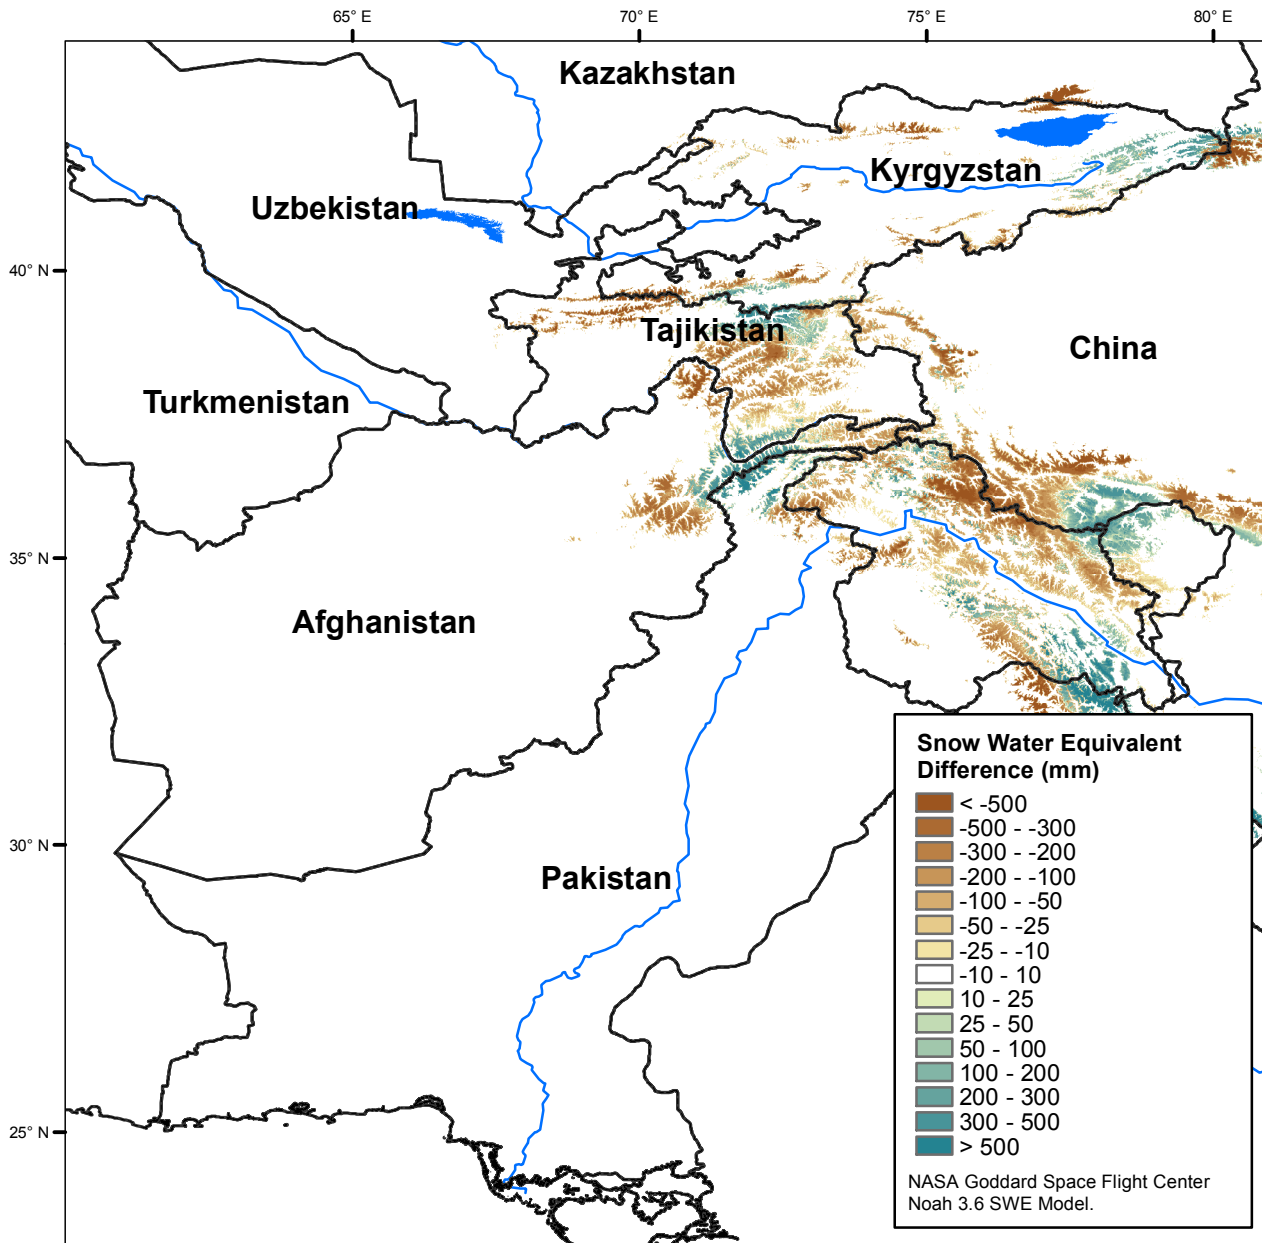 65° E
70° E
75° E
80° E
Kazakhstan
Kyrgyzstan
Uzbekistan
40° N
Tajikistan
China
Turkmenistan
35° N
Afghanistan
30° N
Pakistan
25° N
Snow Water Equivalent
Difference (mm)
< -500
-500 - -300
-300 - -200
-200 - -100
-100 - -50
-50 - -25
-25 - -10
-10 - 10
10 - 25
25 - 50
50 - 100
100 - 200
200 - 300
300 - 500
> 500
NASA Goddard Space Flight Center
Noah 3.6 SWE Model.